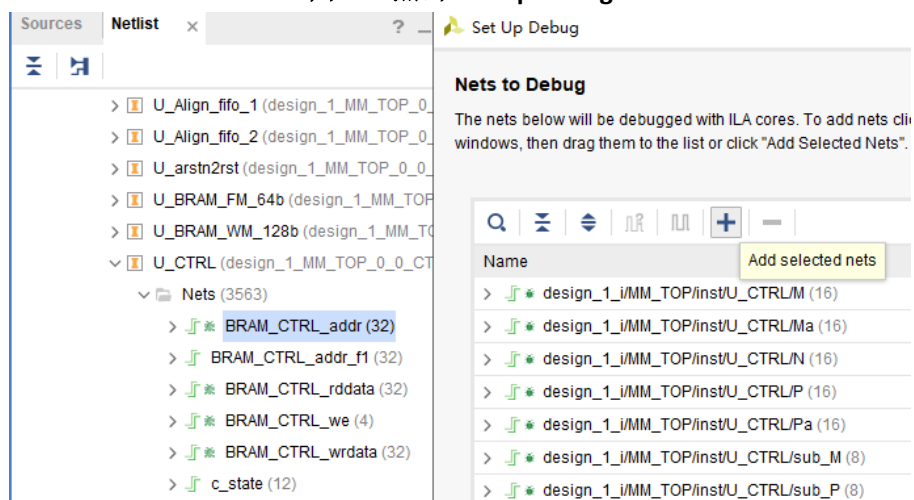 Sources
Netlist
×
?
_
U_Align_fifo_1 (design_1_MM_TOP_0_
U_Align_fifo_2 (design_1_MM_TOP_0_
U_arstn2rst (design_1_MM_TOP_0_0_
U_BRAM_FM_64b (design_1_MM_TOP
U_BRAM_WM_128b (design_1_MM_TO
U_CTRL (design_1_MM_TOP_0_0_CT
Nets (3563)
BRAM_CTRL_addr (32)
BRAM_CTRL_addr_f1 (32)
BRAM_CTRL_rddata (32)
BRAM_CTRL_we (4)
BRAM_CTRL_wrdata (32)
c_state (12)
Set Up Debug
Nets to Debug
The nets below will be debugged with ILA cores. To add nets clic
windows, then drag them to the list or click "Add Selected Nets".
Name
Add selected nets
design_1_i/MM_TOP/inst/U_CTRL/M (16)
design_1_i/MM_TOP/inst/U_CTRL/Ma (16)
design_1_i/MM_TOP/inst/U_CTRL/N (16)
design_1_i/MM_TOP/inst/U_CTRL/P (16)
design_1_i/MM_TOP/inst/U_CTRL/Pa (16)
design_1_i/MM_TOP/inst/U_CTRL/sub_M (8)
design_1_i/MM_TOP/inst/U_CTRL/sub_P (8)